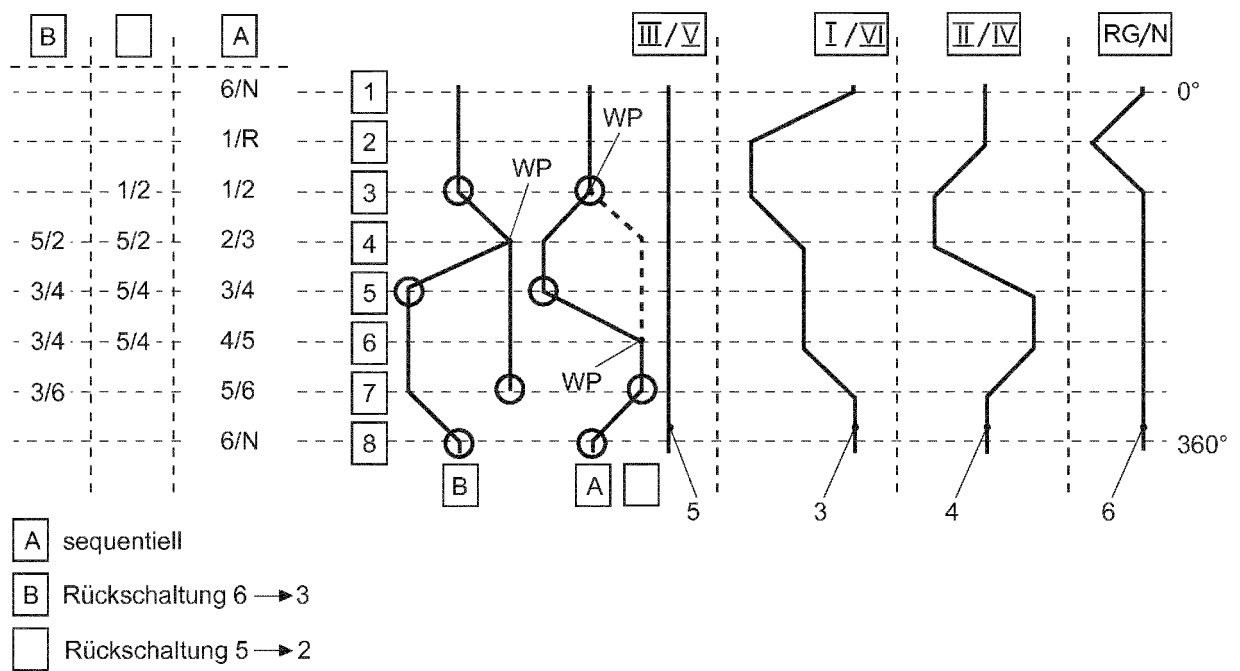 B A III/V I/VI II/IV RG/N
6/N 1 0°
1/R 2 WP
1/2 1/2 3 WP
5/2 5/2 2/3 4
3/4 5/4 3/4 5
3/4 5/4 4/5 6
3/6 5/6 7 WP
6/N 8 360°
B A 5 3 4 6
A sequentiell
B Rückschaltung 6 → 3
Rückschaltung 5 → 2